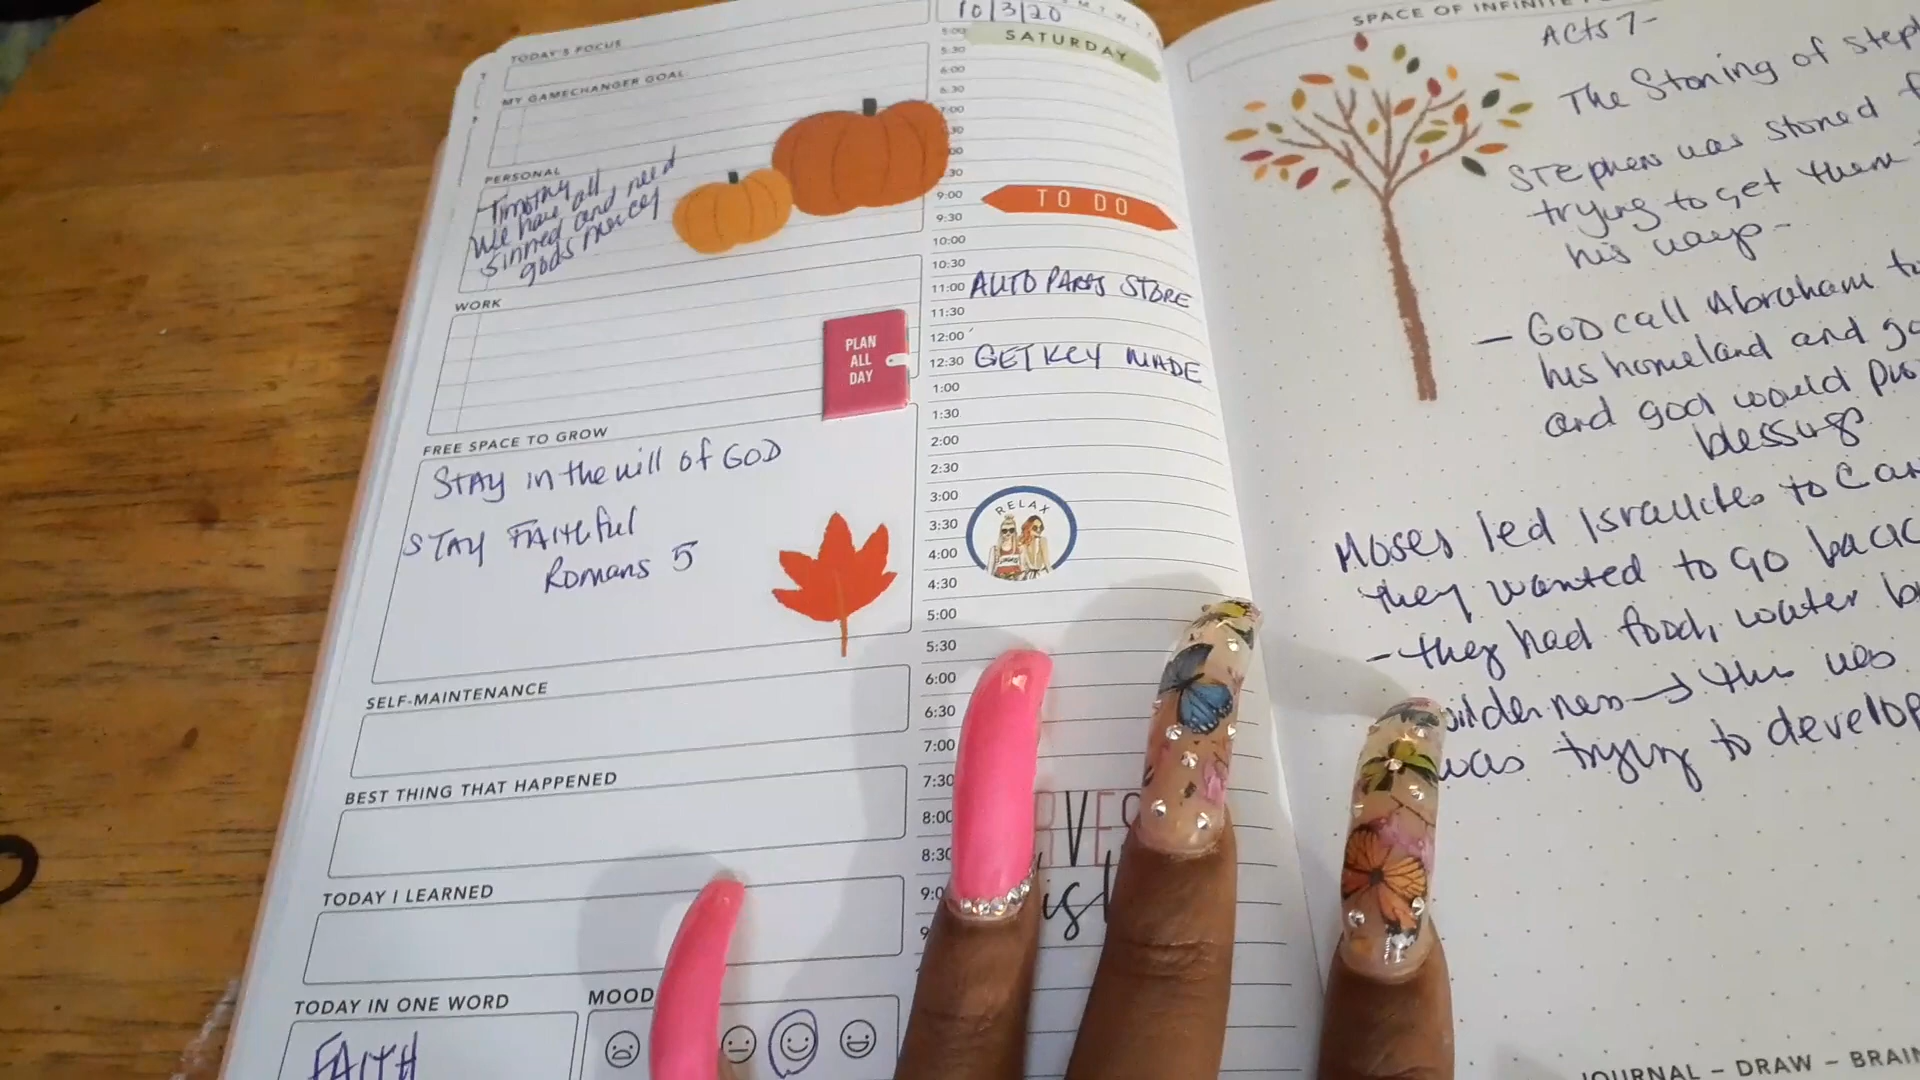 TODAY'S FOCUS
MY GAMECHANGER GOAL
PERSONAL
Timothy
We have all
sinned and need
gods mercy
WORK
PLAN
ALL
DAY
FREE SPACE TO GROW
STAY in the will of GOD
STAY FAITHful
Romans 5
SELF-MAINTENANCE
BEST THING THAT HAPPENED
TODAY I LEARNED
TODAY IN ONE WORD
FAITH
MOOD
10/3/20
SATURDAY
5:00
5:30
6:00
6:30
7:00
9:00
TO DO
9:30
10:00
10:30
11:00 AUTO PARTS STORE
11:30
12:00
12:30 GET KEY MADE
1:00
1:30
2:00
2:30
3:00
RELAX
3:30
4:00
4:30
5:00
5:30
6:00
6:30
7:00
7:30
8:00
8:30
SPACE OF
ACTS 7-
The Stoning of
Stephen was stoned
trying to get them
his ways-
- GOD call Abraham
his homeland and
and god would
blessings
Moses led Israelites to
they wanted to go back
- they had food, water
wilderness → this was
was trying to develop
JOURNAL - DRAW -